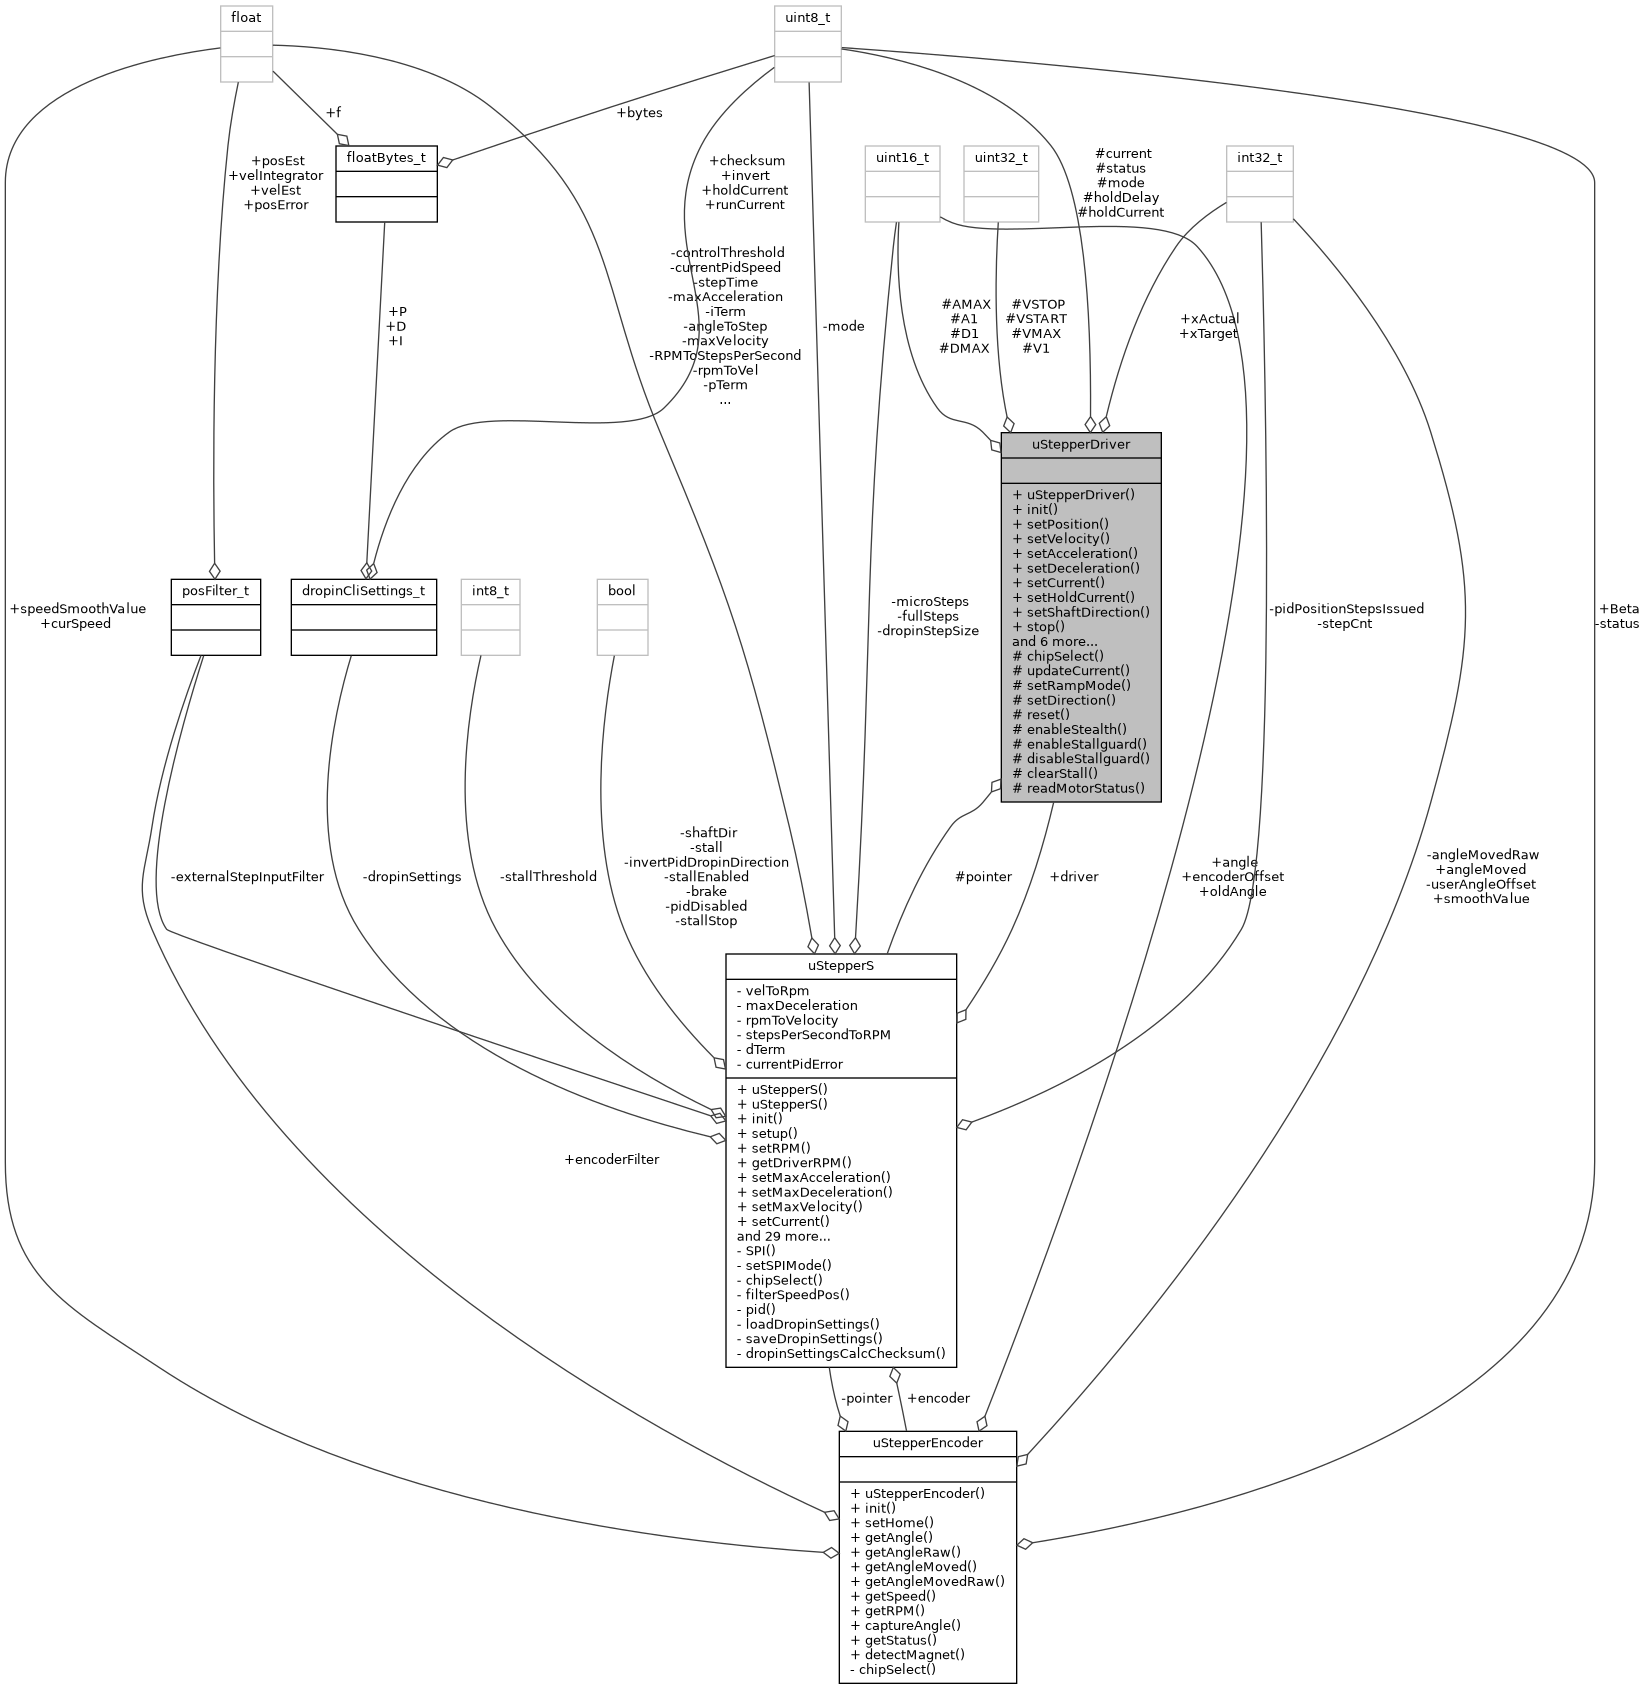 float
uint8_t
+f
+bytes
floatBytes_t
uint16_t
uint32_t
int32_t
+posEst
+velIntegrator
+velEst
+posError
+checksum
+invert
+holdCurrent
+runCurrent
#current
#status
#mode
#holdDelay
#holdCurrent
-controlThreshold
-currentPidSpeed
-stepTime
-maxAcceleration
-iTerm
-angleToStep
-maxVelocity
-RPMToStepsPerSecond
-rpmToVel
-pTerm
...
+P
+D
+I
-mode
#AMAX
#A1
#D1
#DMAX
#VSTOP
#VSTART
#VMAX
#V1
+xActual
+xTarget
uStepperDriver
+ uStepperDriver()
+ init()
+ setPosition()
+ setVelocity()
+ setAcceleration()
+ setDeceleration()
+ setCurrent()
+ setHoldCurrent()
+ setShaftDirection()
+ stop()
and 6 more...
# chipSelect()
# updateCurrent()
# setRampMode()
# setDirection()
# reset()
# enableStealth()
# enableStallguard()
# disableStallguard()
# clearStall()
# readMotorStatus()
posFilter_t
dropinCliSettings_t
int8_t
bool
+speedSmoothValue
+curSpeed
-microSteps
-fullSteps
-dropinStepSize
-pidPositionStepsIssued
-stepCnt
+Beta
-status
-externalStepInputFilter
-dropinSettings
-stallThreshold
-shaftDir
-stall
-invertPidDropinDirection
-stallEnabled
-brake
-pidDisabled
-stallStop
#pointer
+driver
+angle
+encoderOffset
+oldAngle
-angleMovedRaw
+angleMoved
-userAngleOffset
+smoothValue
uStepperS
- velToRpm
- maxDeceleration
- rpmToVelocity
- stepsPerSecondToRPM
- dTerm
- currentPidError
+ uStepperS()
+ uStepperS()
+ init()
+ setup()
+ setRPM()
+ getDriverRPM()
+ setMaxAcceleration()
+ setMaxDeceleration()
+ setMaxVelocity()
+ setCurrent()
and 29 more...
- SPI()
- setSPIMode()
- chipSelect()
- filterSpeedPos()
- pid()
- loadDropinSettings()
- saveDropinSettings()
- dropinSettingsCalcChecksum()
+encoderFilter
-pointer
+encoder
uStepperEncoder
+ uStepperEncoder()
+ init()
+ setHome()
+ getAngle()
+ getAngleRaw()
+ getAngleMoved()
+ getAngleMovedRaw()
+ getSpeed()
+ getRPM()
+ captureAngle()
+ getStatus()
+ detectMagnet()
- chipSelect()